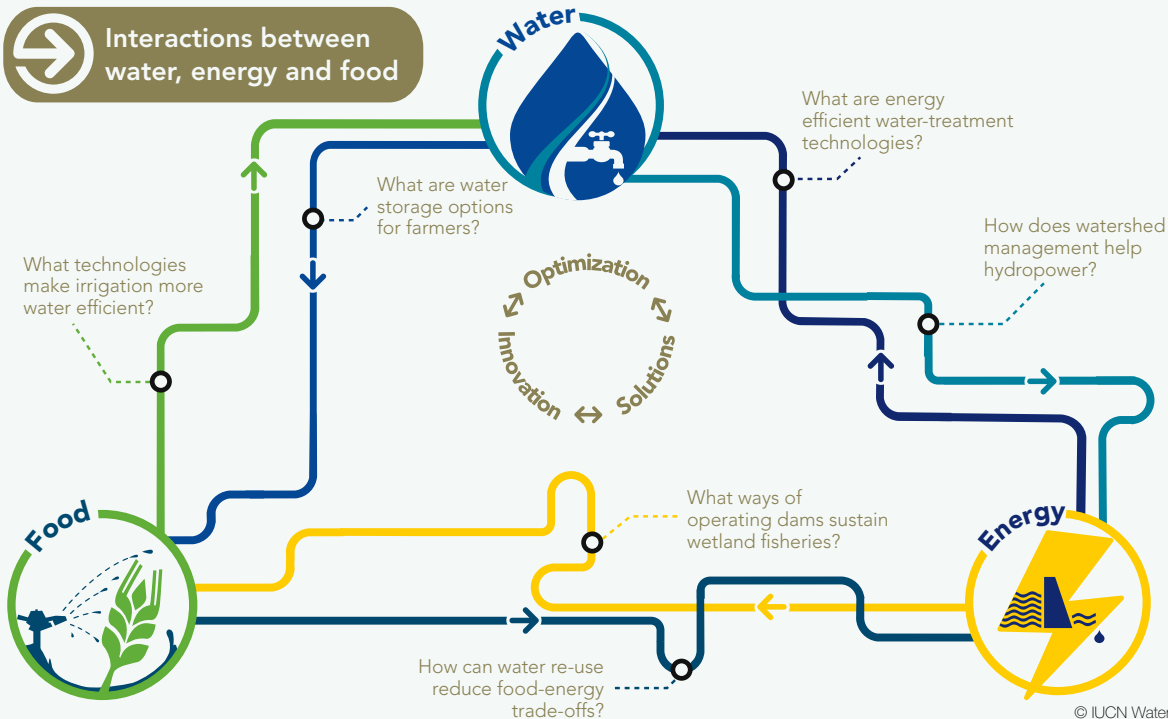 Interactions between
water, energy and food
Water
What are energy
efficient water-treatment
technologies?
What are water
storage options
for farmers?
How does watershed
management help
hydropower?
What technologies
make irrigation more
water efficient?
Optimization
Innovation
Solutions
What ways of
operating dams sustain
wetland fisheries?
Food
Energy
How can water re-use
reduce food-energy
trade-offs?
© IUCN Water